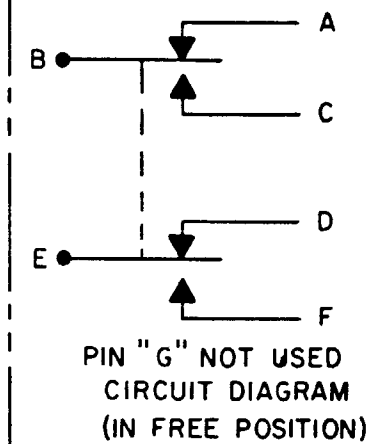 A
B
C
D
E
F
PIN "G" NOT USED
CIRCUIT DIAGRAM
(IN FREE POSITION)